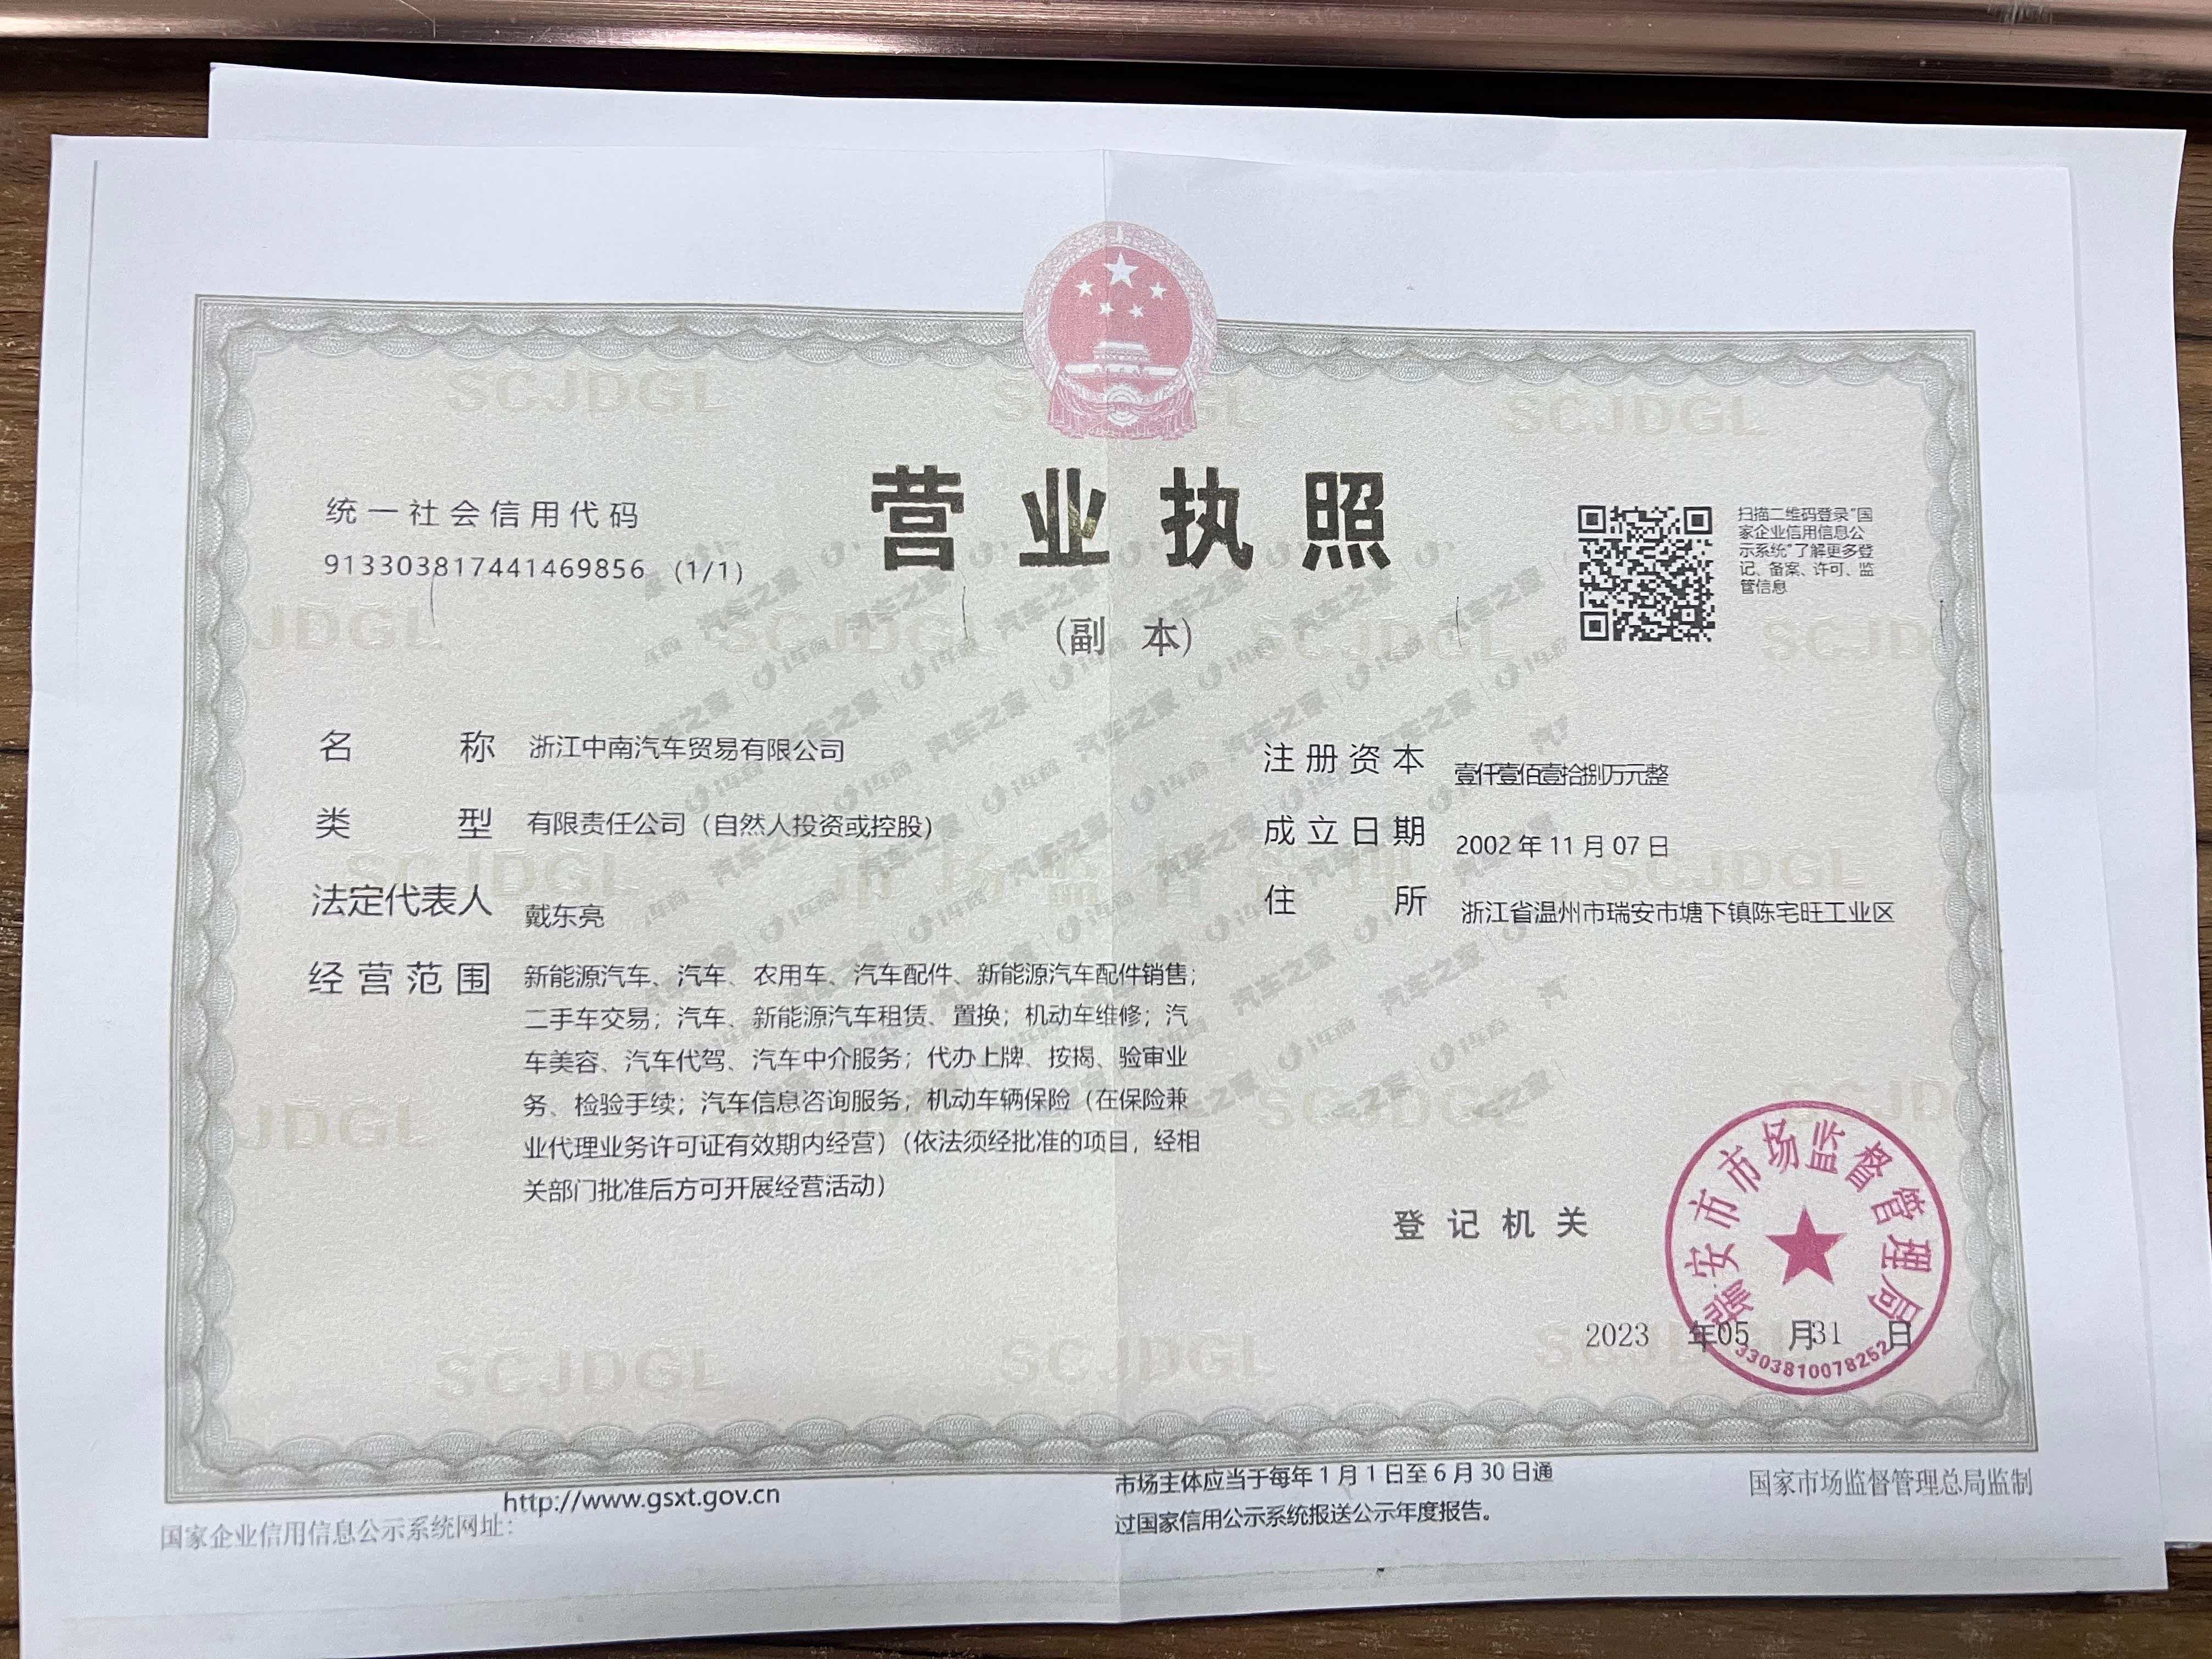 营业执照
(副 本)
统一社会信用代码
913303817441469856 (1/1)
扫描二维码登录“国
家企业信用信息公
示系统”了解更多登
记、备案、许可、监
管信息
名 称 浙江中南汽车贸易有限公司
类 型 有限责任公司（自然人投资或控股）
法定代表人 戴东亮
经营范围 新能源汽车、汽车、农用车、汽车配件、新能源汽车配件销售；
二手车交易；汽车、新能源汽车租赁、置换；机动车维修；汽
车美容、汽车代驾、汽车中介服务；代办上牌、按揭、验审业
务、检验手续；汽车信息咨询服务；机动车辆保险（在保险兼
业代理业务许可证有效期内经营）（依法须经批准的项目，经相
关部门批准后方可开展经营活动）
注册资本 壹仟壹佰壹拾捌万元整
成立日期 2002 年 11 月 07 日
住 所 浙江省温州市瑞安市塘下镇陈宅旺工业区
登记机关
瑞安市市场监督管理局
3303810078252
2023 年05 月31 日
国家企业信用信息公示系统网址：
http://www.gsxt.gov.cn
市场主体应当于每年1月1日至6月30日通
过国家信用公示系统报送公示年度报告。
国家市场监督管理总局监制
SCJDGL
汽车之家